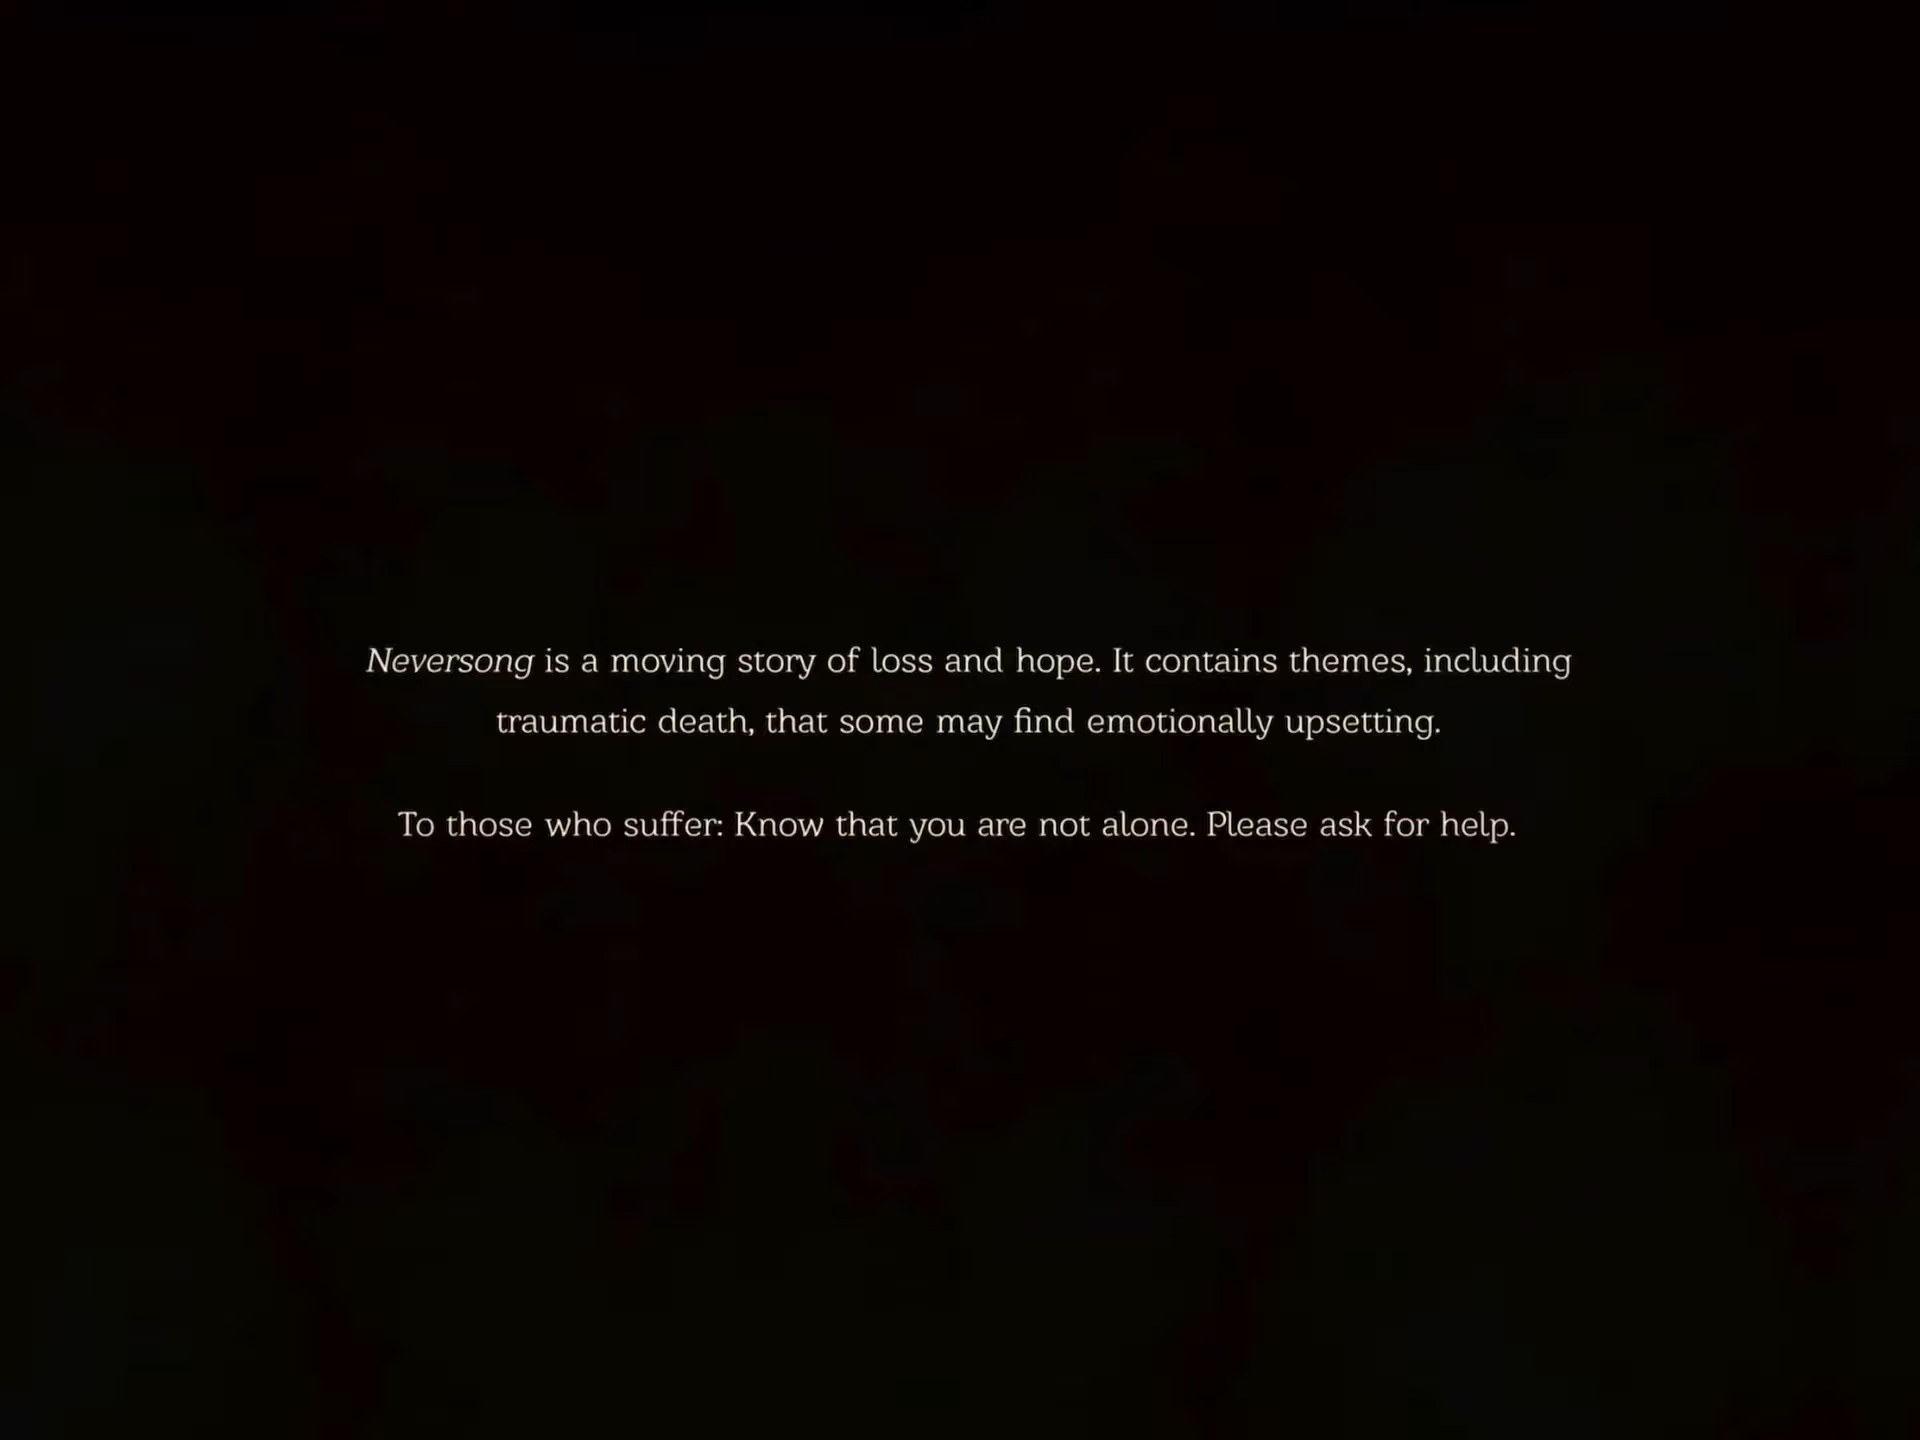 Neversong is a moving story of loss and hope. It contains themes, including
traumatic death, that some may find emotionally upsetting.
To those who suffer: Know that you are not alone. Please ask for help.